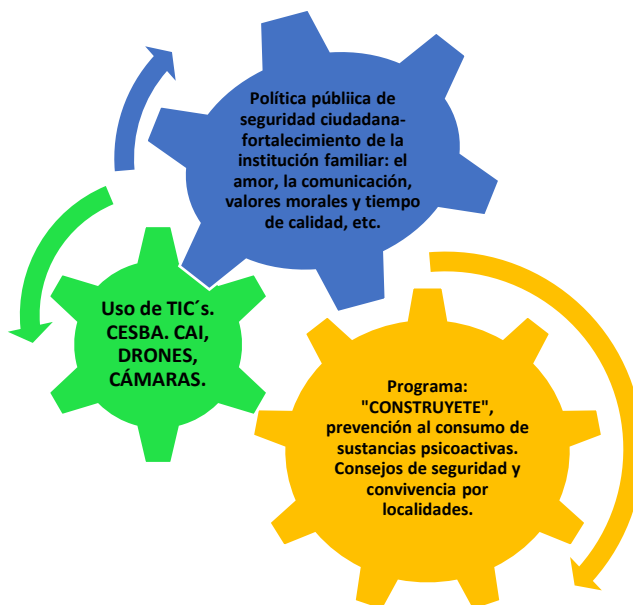 Política públiica de
seguridad ciudadana-
fortalecimiento de la
institución familiar: el
amor, la comunicación,
valores morales y tiempo
de calidad, etc.
Uso de TIC´s.
CESBA. CAI,
DRONES,
CÁMARAS.
Programa:
"CONSTRUYETE",
prevención al consumo de
sustancias psicoactivas.
Consejos de seguridad y
convivencia por
localidades.